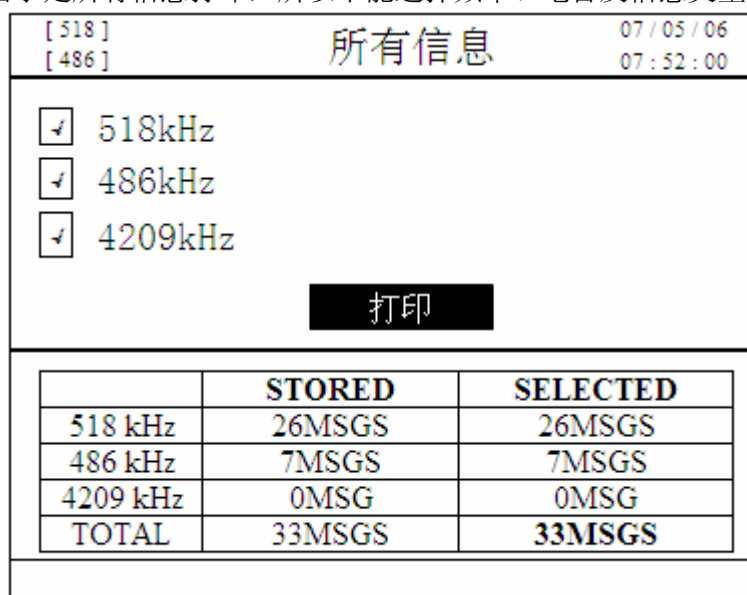 [ 518 ]
[ 486 ]
所有信息
07 / 05 / 06
07 : 52 : 00
518kHz
486kHz
4209kHz
打印
STORED SELECTED
518 kHz 26MSGS 26MSGS
486 kHz 7MSGS 7MSGS
4209 kHz 0MSG 0MSG
TOTAL 33MSGS 33MSGS